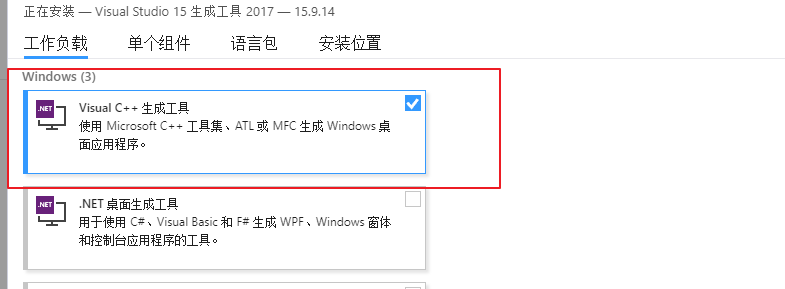 正在安装 — Visual Studio 15 生成工具 2017 — 15.9.14
工作负载 单个组件 语言包 安装位置
Windows (3)
.NET
Visual C++ 生成工具
使用 Microsoft C++ 工具集、ATL 或 MFC 生成 Windows 桌
面应用程序。
.NET
.NET 桌面生成工具
用于使用 C#、Visual Basic 和 F# 生成 WPF、Windows 窗体
和控制台应用程序的工具。